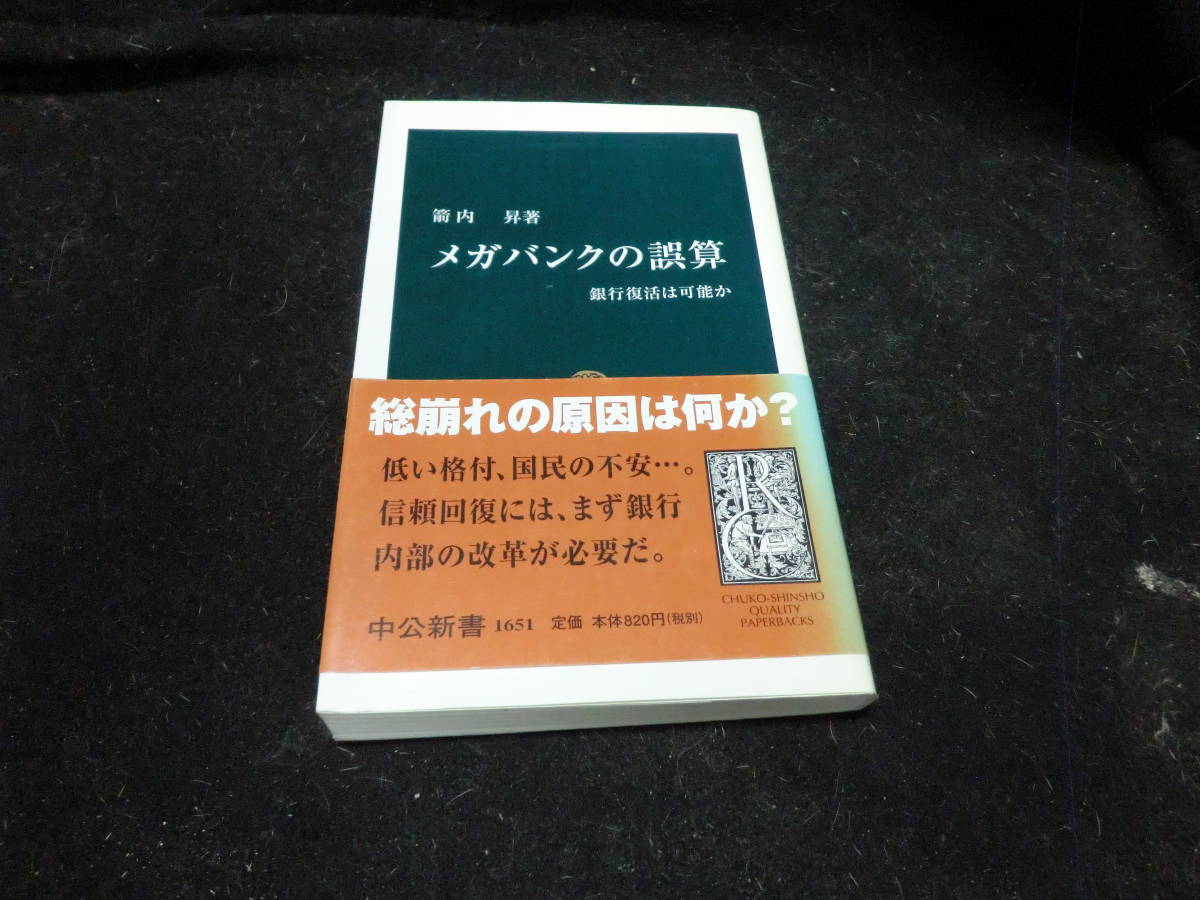 箭内 昇著
メガバンクの誤算
銀行復活は可能か
総崩れの原因は何か?
低い格付、国民の不安…。
信頼回復には、まず銀行
内部の改革が必要だ。
中公新書 1651 定価 本体820円(税別)
RC
CHUKO-SHINSHO
QUALITY
PAPERBACKS